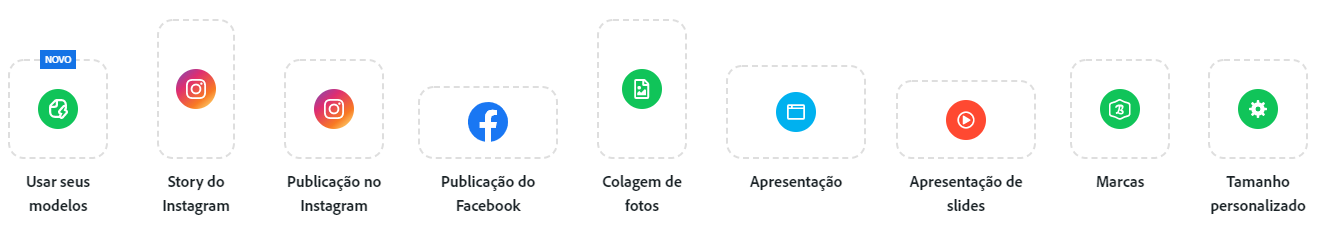 NOVO
Usar seus
modelos
Story do
Instagram
Publicação no
Instagram
Publicação do
Facebook
Colagem de
fotos
Apresentação
Apresentação de
slides
Marcas
Tamanho
personalizado